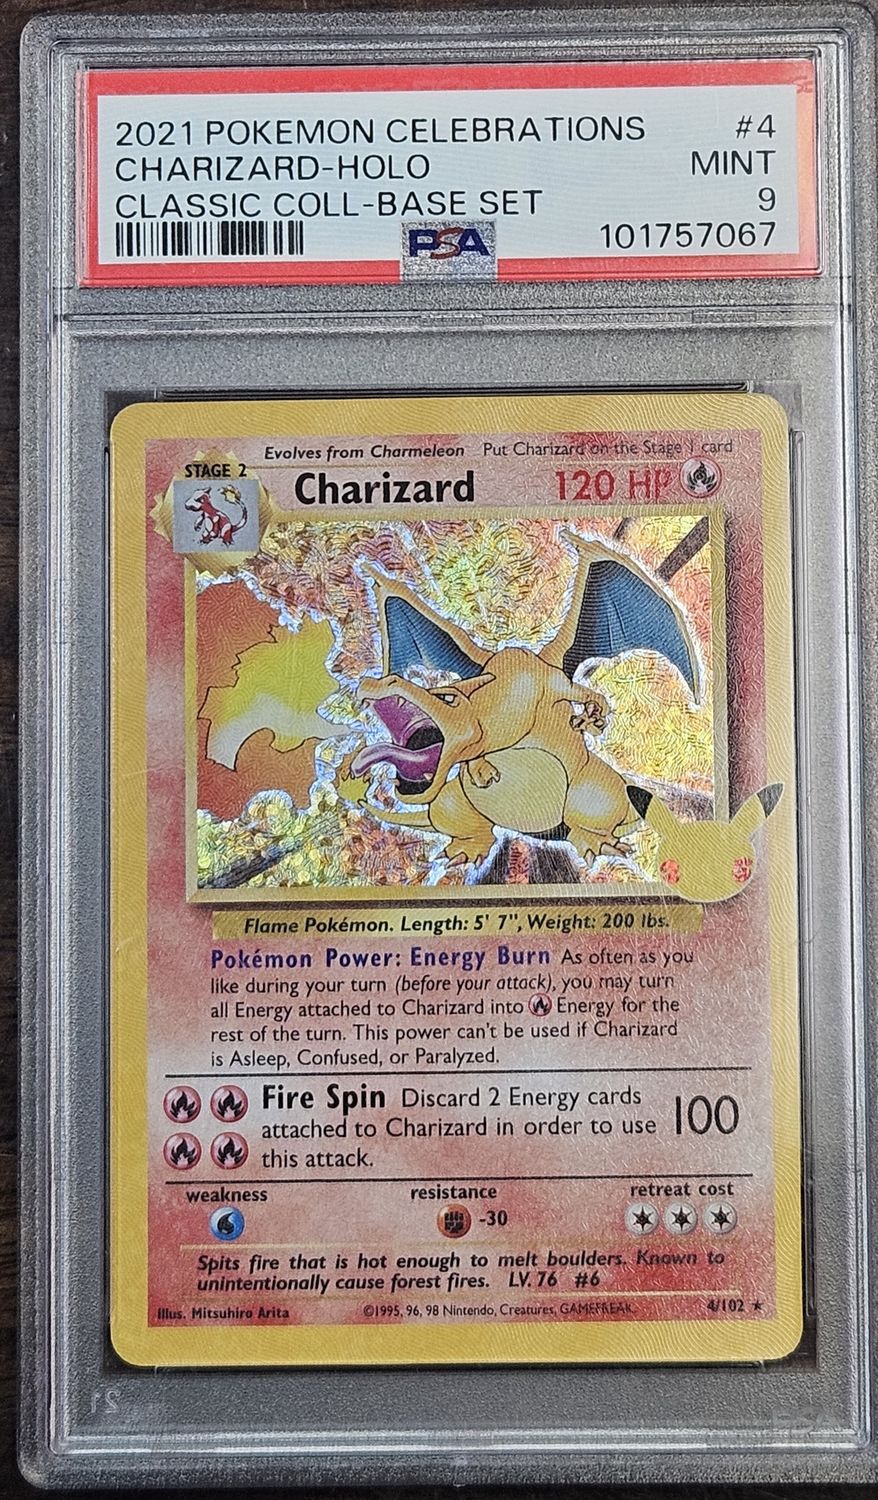 2021 POKEMON CELEBRATIONS #4
CHARIZARD-HOLO MINT
CLASSIC COLL-BASE SET 9
PSA 101757067
Evolves from Charmeleon Put Charizard on the Stage 1 card
STAGE 2
Charizard 120 HP
Flame Pokémon. Length: 5' 7", Weight: 200 lbs.
Pokémon Power: Energy Burn As often as you
like during your turn (before your attack), you may turn
all Energy attached to Charizard into Energy for the
rest of the turn. This power can't be used if Charizard
is Asleep, Confused, or Paralyzed.
Fire Spin Discard 2 Energy cards
attached to Charizard in order to use 100
this attack.
weakness resistance retreat cost
-30
Spits fire that is hot enough to melt boulders. Known to
unintentionally cause forest fires. LV. 76 #6
Illus. Mitsuhiro Arita ©1995, 96, 98 Nintendo, Creatures, GAMEFREAK. 4/102 ★
PSA